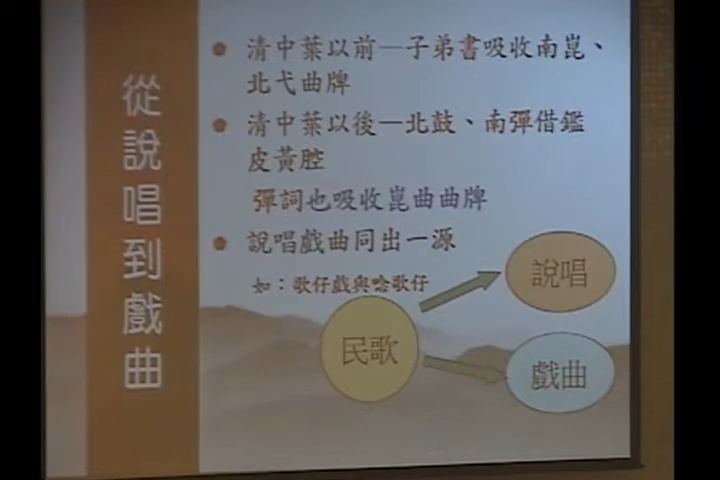 從說唱到戲曲
清中葉以前—子弟書吸收南崑、
北弋曲牌
清中葉以後—北鼓、南彈借鑑
皮黃腔
彈詞也吸收崑曲曲牌
說唱戲曲同出一源
如：歌仔戲與唸歌仔
民歌
說唱
戲曲